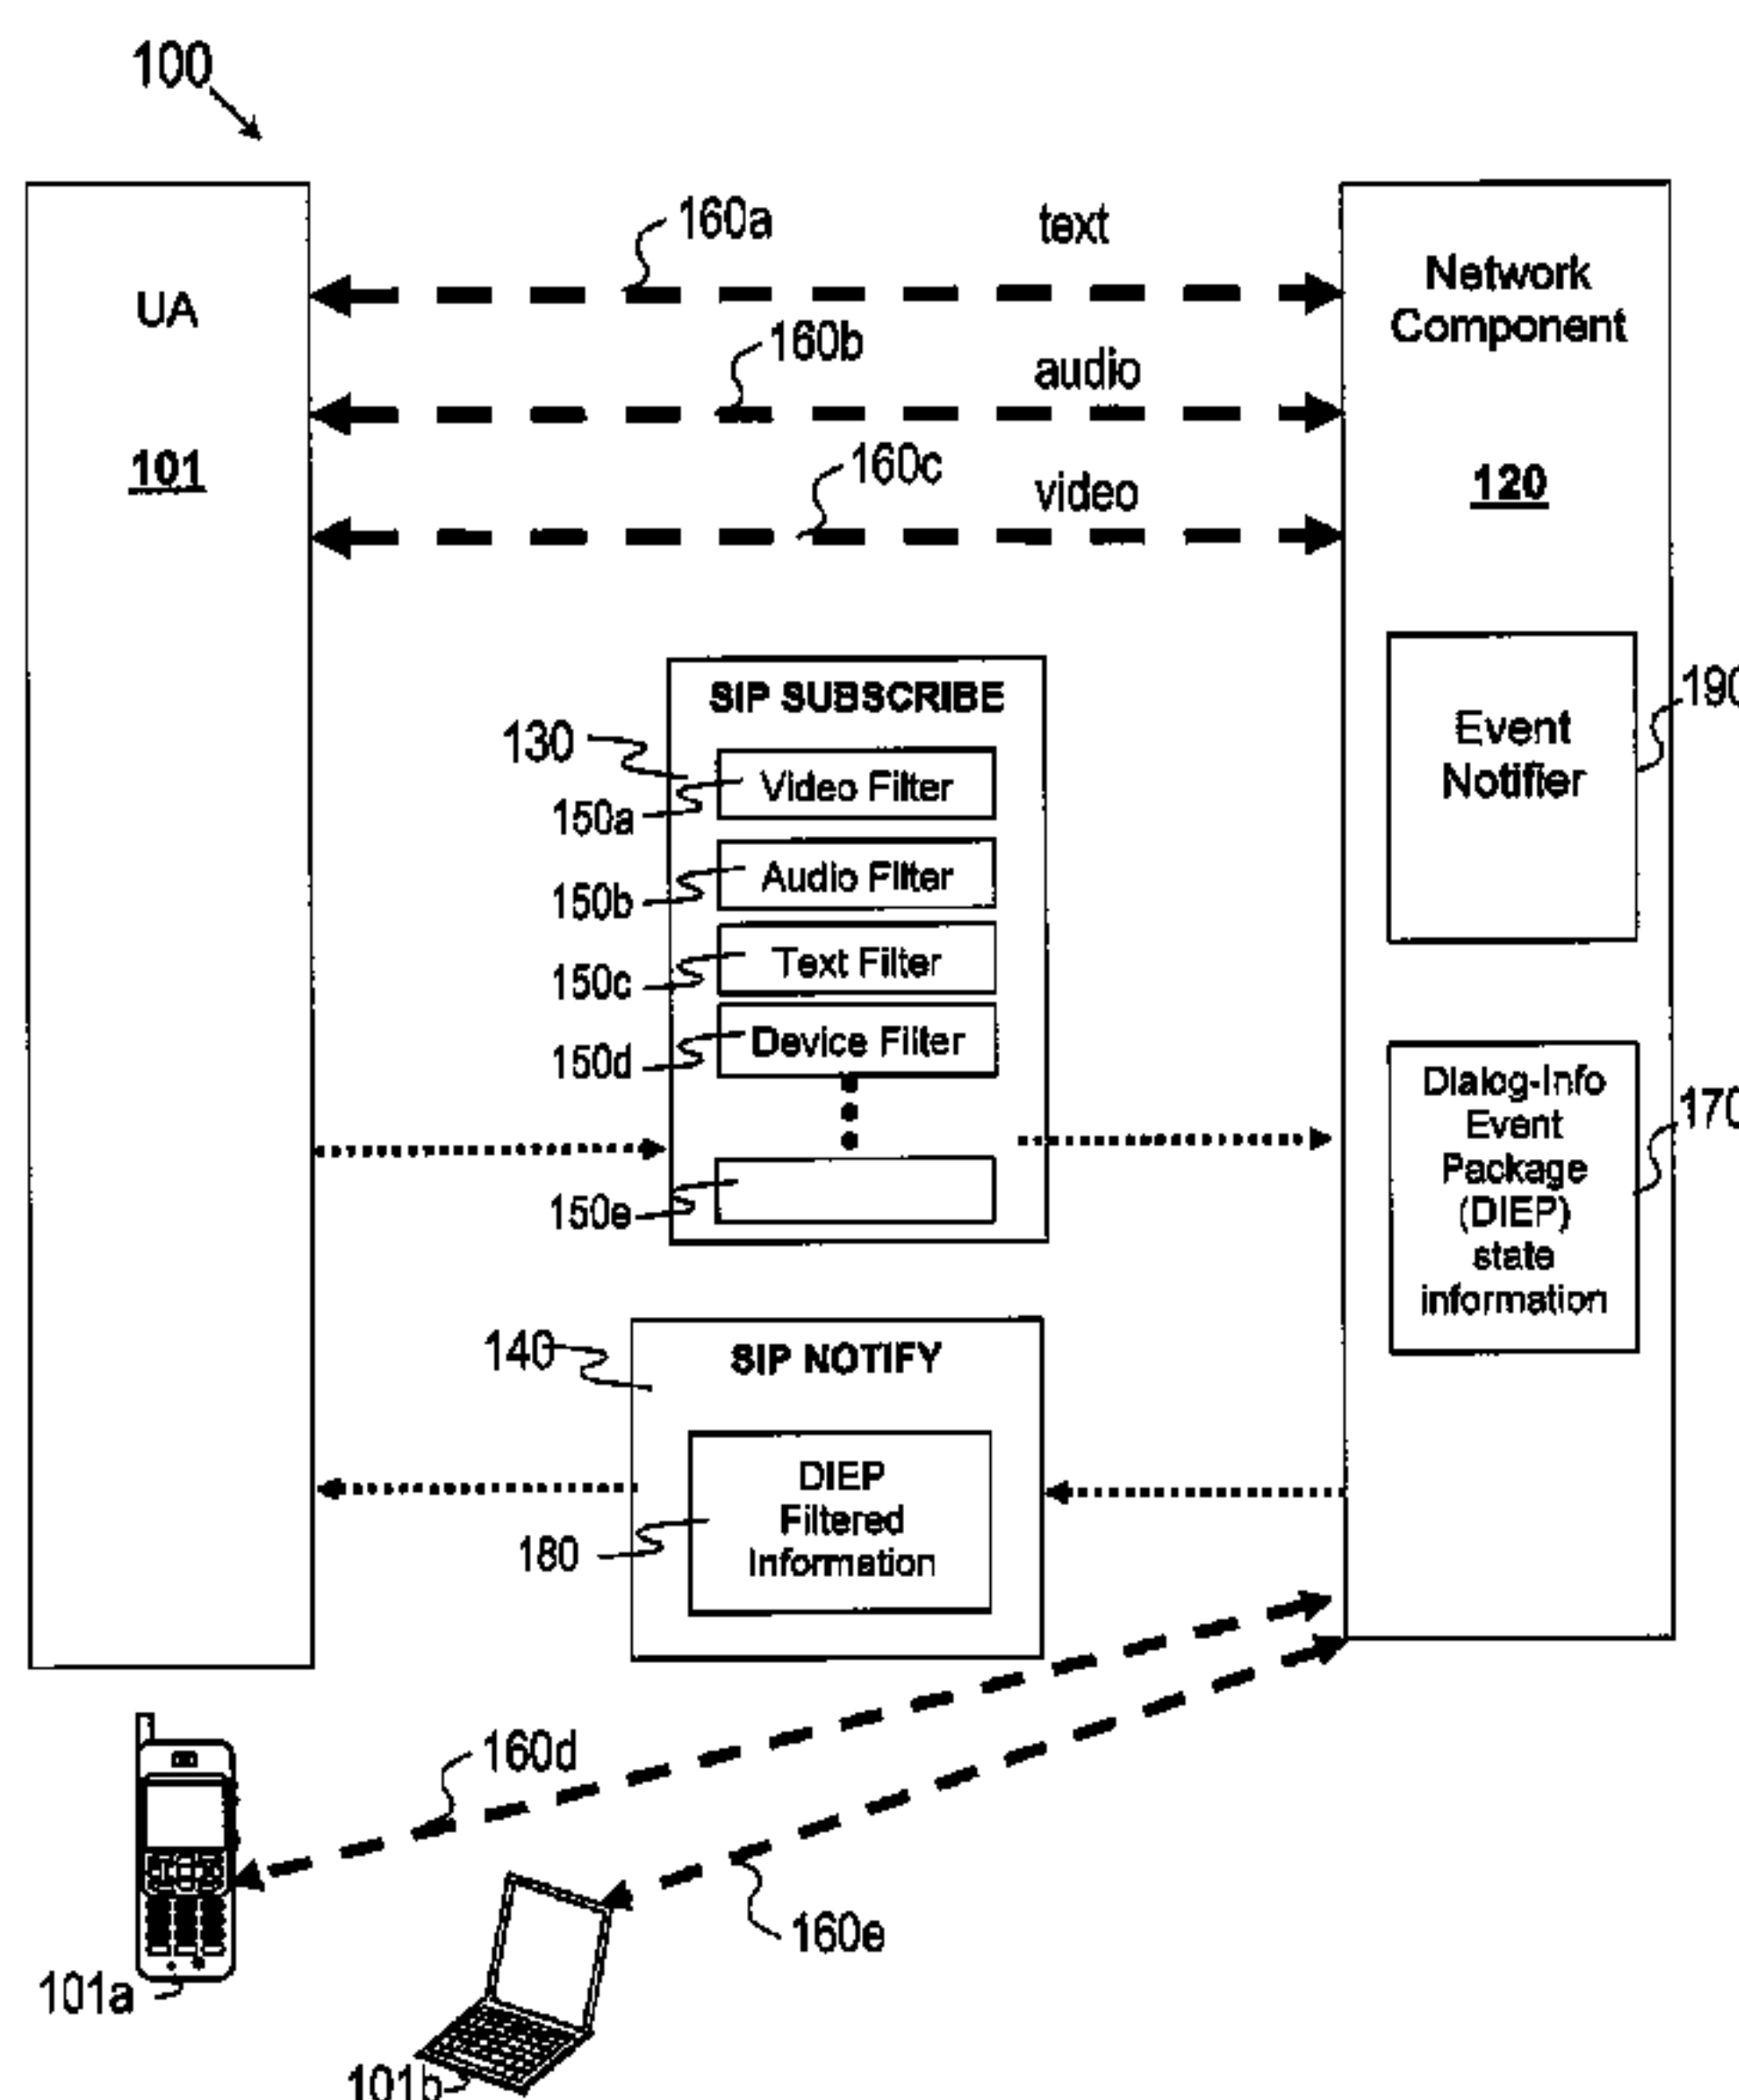 100
160a
text
UA
Network
Component
160b
audio
101
160c
video
120
SIP SUBSCRIBE
130
Video Filter
150a
190
Event
Notifier
Audio Filter
150b
Text Filter
150c
Device Filter
150d
Dialog-Info
Event
Package
(DIEP)
state
information
170
150e
140
SIP NOTIFY
DIEP
Filtered
Information
180
160d
160e
101a
101b